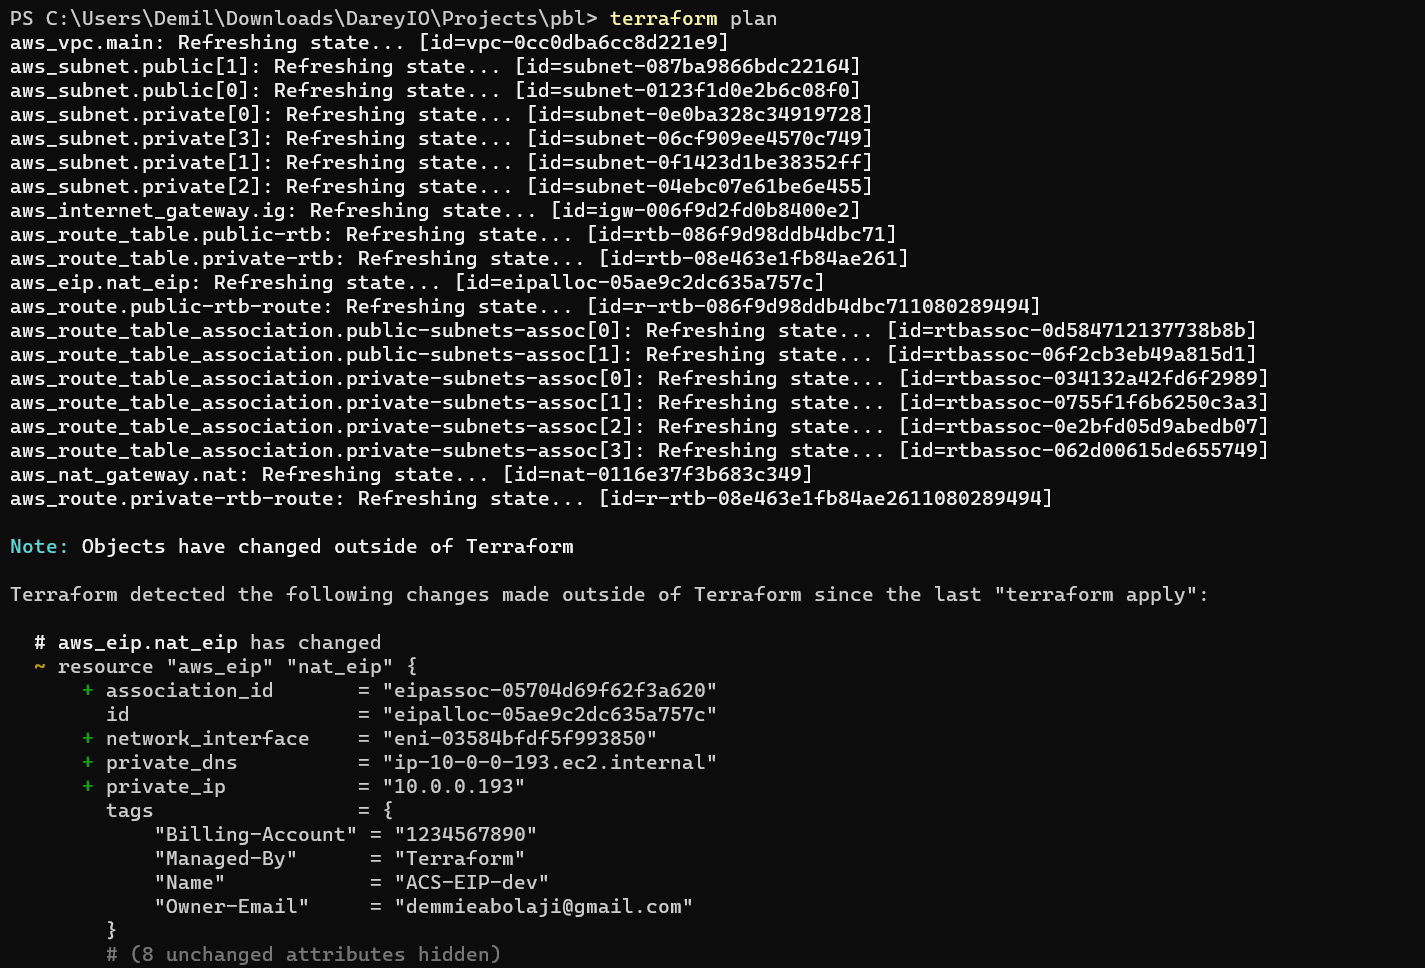 PS C:\Users\Demil\Downloads\DareyIO\Projects\pbl> terraform plan
aws_vpc.main: Refreshing state... [id=vpc-0cc0dba6cc8d221e9]
aws_subnet.public[1]: Refreshing state... [id=subnet-087ba9866bdc22164]
aws_subnet.public[0]: Refreshing state... [id=subnet-0123f1d0e2b6c08f0]
aws_subnet.private[0]: Refreshing state... [id=subnet-0e0ba328c34919728]
aws_subnet.private[3]: Refreshing state... [id=subnet-06cf909ee4570c749]
aws_subnet.private[1]: Refreshing state... [id=subnet-0f1423d1be38352ff]
aws_subnet.private[2]: Refreshing state... [id=subnet-04ebc07e61be6e455]
aws_internet_gateway.ig: Refreshing state... [id=igw-006f9d2fd0b8400e2]
aws_route_table.public-rtb: Refreshing state... [id=rtb-086f9d98ddb4dbc71]
aws_route_table.private-rtb: Refreshing state... [id=rtb-08e463e1fb84ae261]
aws_eip.nat_eip: Refreshing state... [id=eipalloc-05ae9c2dc635a757c]
aws_route.public-rtb-route: Refreshing state... [id=r-rtb-086f9d98ddb4dbc711080289494]
aws_route_table_association.public-subnets-assoc[0]: Refreshing state... [id=rtbassoc-0d584712137738b8b]
aws_route_table_association.public-subnets-assoc[1]: Refreshing state... [id=rtbassoc-06f2cb3eb49a815d1]
aws_route_table_association.private-subnets-assoc[0]: Refreshing state... [id=rtbassoc-034132a42fd6f2989]
aws_route_table_association.private-subnets-assoc[1]: Refreshing state... [id=rtbassoc-0755f1f6b6250c3a3]
aws_route_table_association.private-subnets-assoc[2]: Refreshing state... [id=rtbassoc-0e2bfd05d9abedb07]
aws_route_table_association.private-subnets-assoc[3]: Refreshing state... [id=rtbassoc-062d00615de655749]
aws_nat_gateway.nat: Refreshing state... [id=nat-0116e37f3b683c349]
aws_route.private-rtb-route: Refreshing state... [id=r-rtb-08e463e1fb84ae2611080289494]
Note: Objects have changed outside of Terraform
Terraform detected the following changes made outside of Terraform since the last "terraform apply":
# aws_eip.nat_eip has changed
~ resource "aws_eip" "nat_eip" {
+ association_id = "eipassoc-05704d69f62f3a620"
id = "eipalloc-05ae9c2dc635a757c"
+ network_interface = "eni-03584bfdf5f993850"
+ private_dns = "ip-10-0-0-193.ec2.internal"
+ private_ip = "10.0.0.193"
tags = {
"Billing-Account" = "1234567890"
"Managed-By" = "Terraform"
"Name" = "ACS-EIP-dev"
"Owner-Email" = "demmieabolaji@gmail.com"
}
# (8 unchanged attributes hidden)